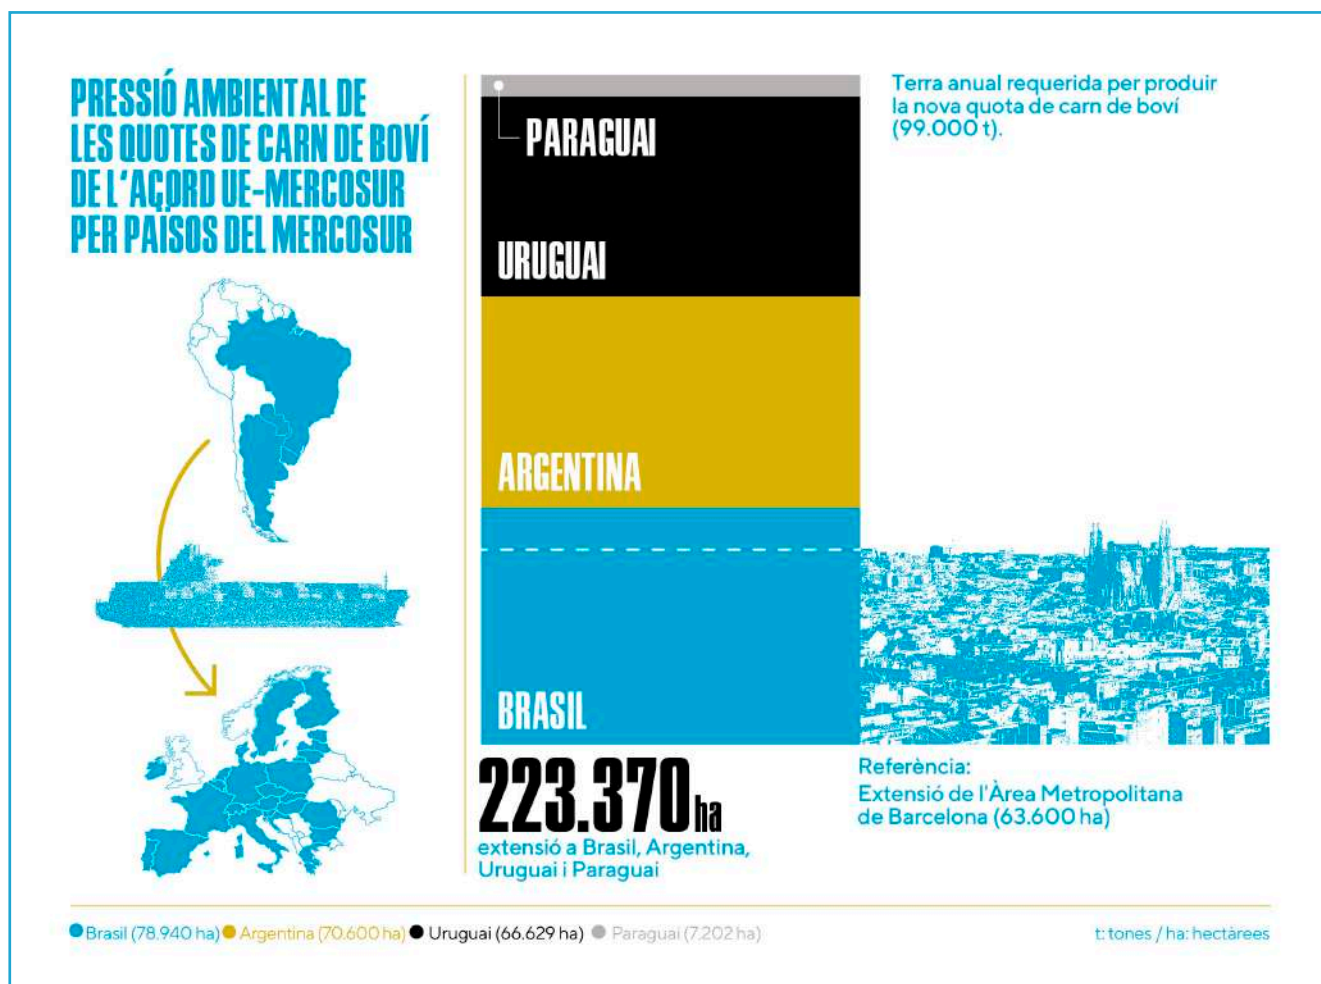 PRESSIÓ AMBIENTAL DE
LES QUOTES DE CARN DE BOVÍ
DE L'AÇORD UE-MERCOSUR
PER PAÏSOS DEL MERCOSUR
PARAGUAI
URUGUAI
ARGENTINA
BRASIL
Terra anual requerida per produir
la nova quota de carn de boví
(99.000 t).
223.370 ha
extensió a Brasil, Argentina,
Uruguai i Paraguai
Referència:
Extensió de l'Àrea Metropolitana
de Barcelona (63.600 ha)
Brasil (78.940 ha) Argentina (70.600 ha) Uruguai (66.629 ha) Paraguai (7.202 ha)
t: tones / ha: hectàrees